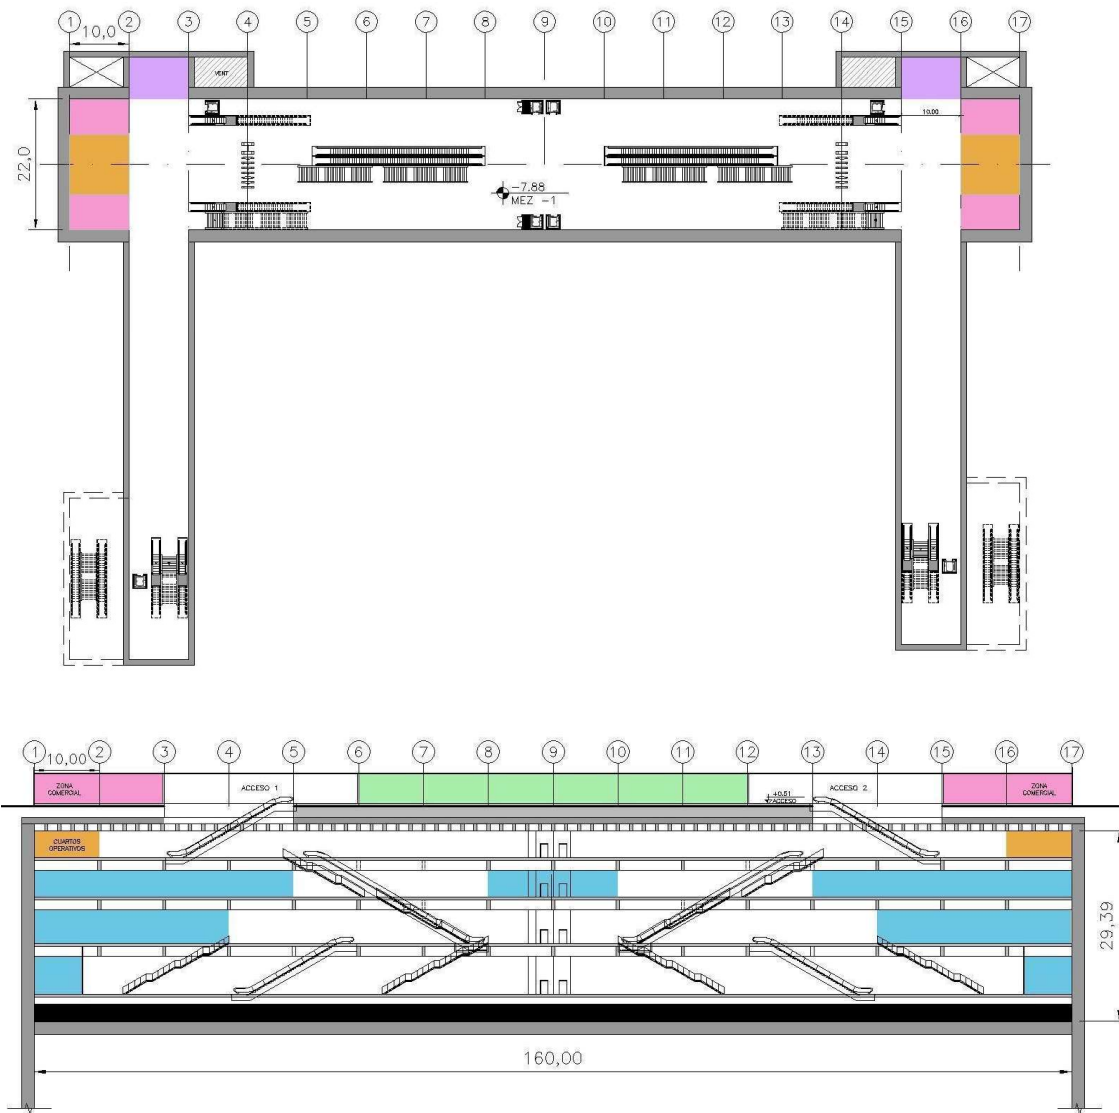 1 2 3 4 5 6 7 8 9 10 11 12 13 14 15 16 17
10,0
VENT
10.00
22,0
-7.88
MEZ -1
1 2 3 4 5 6 7 8 9 10 11 12 13 14 15 16 17
10,00
ZONA
COMERCIAL
ACCESO 1
+0.51
ACCESO
ACCESO 2
ZONA
COMERCIAL
CUARTOS
OPERATIVOS
29,39
160,00